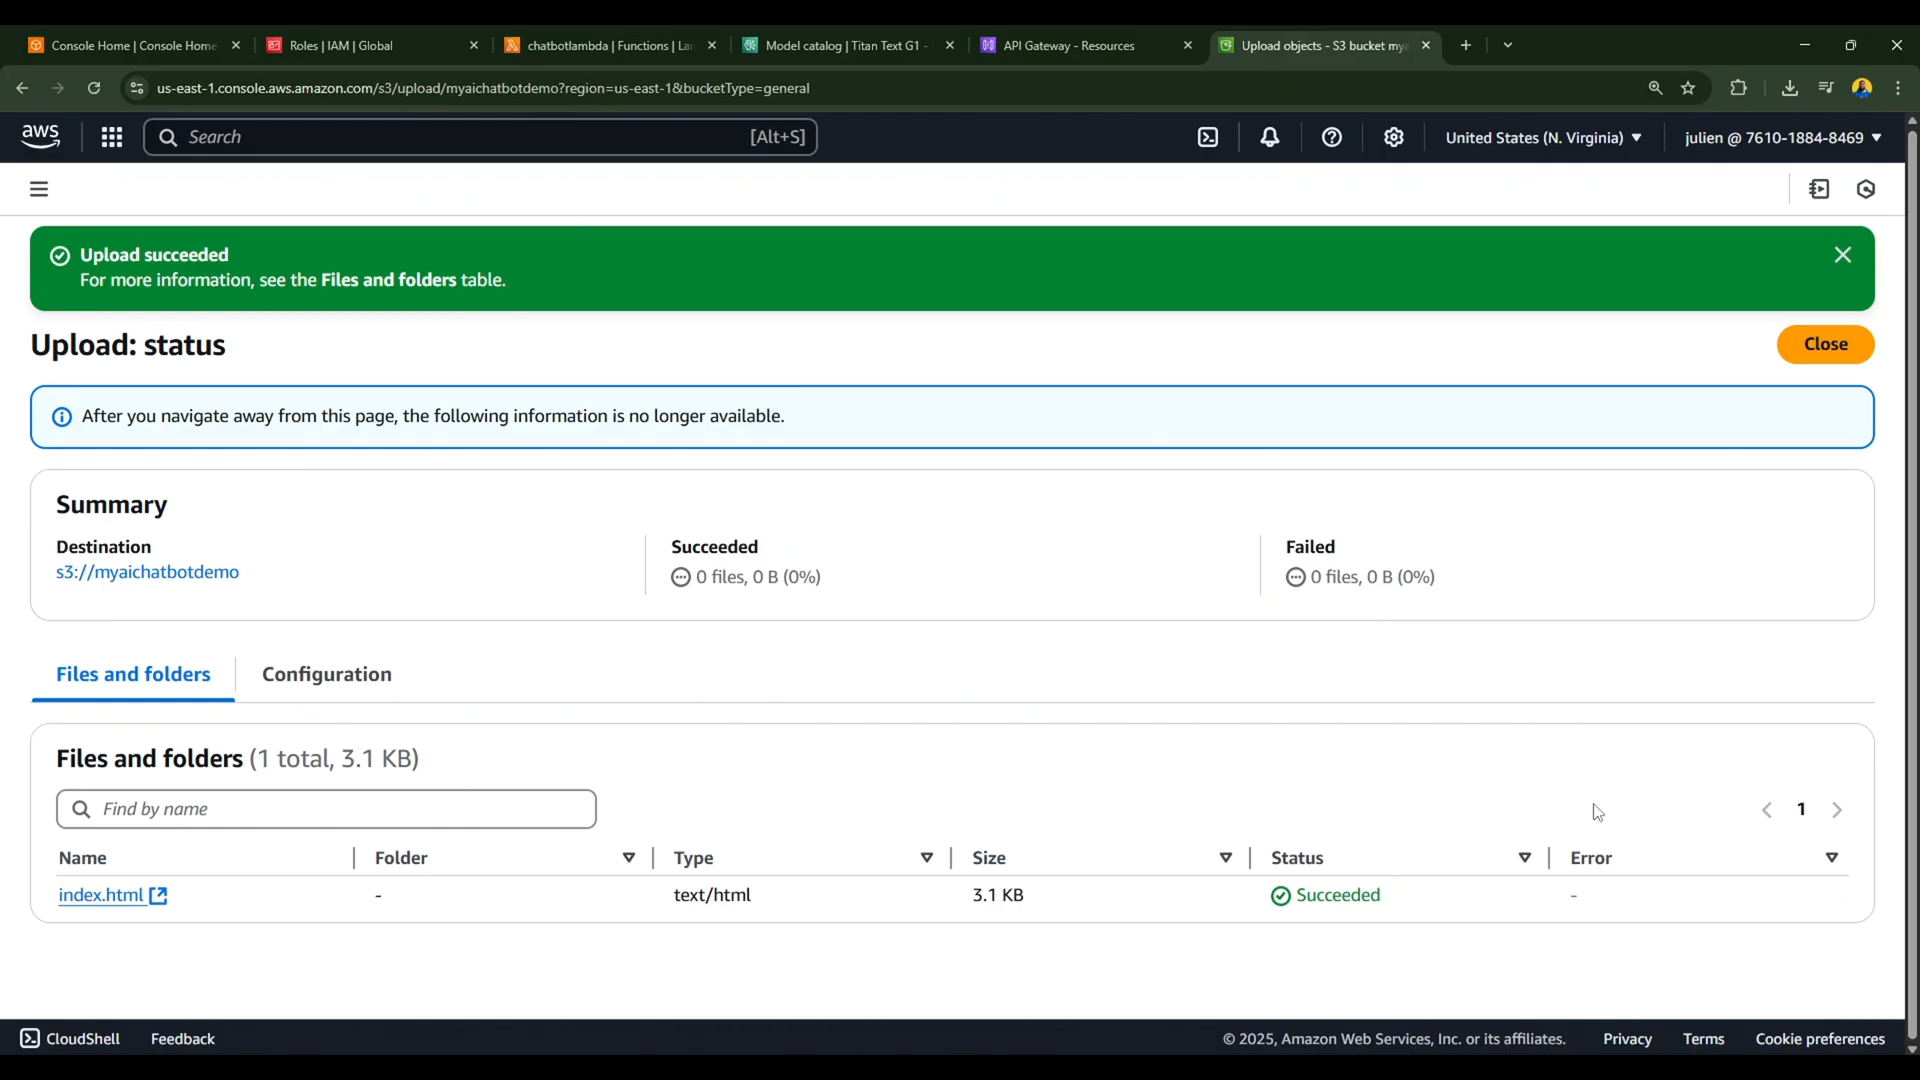 Console Home | Console Home
Roles | IAM | Global
chatbotlambda | Functions | La
Model catalog | Titan Text G1 -
API Gateway - Resources
Upload objects - S3 bucket mya
us-east-1.console.aws.amazon.com/s3/upload/myaichatbotdemo?region=us-east-1&bucketType=general
aws
Search
[Alt+S]
United States (N. Virginia)
julien @ 7610-1884-8469
Upload succeeded
For more information, see the Files and folders table.
Upload: status
Close
After you navigate away from this page, the following information is no longer available.
Summary
Destination
s3://myaichatbotdemo
Succeeded
0 files, 0 B (0%)
Failed
0 files, 0 B (0%)
Files and folders
Configuration
Files and folders (1 total, 3.1 KB)
Find by name
1
Name
Folder
Type
Size
Status
Error
index.html
-
text/html
3.1 KB
Succeeded
-
CloudShell
Feedback
© 2025, Amazon Web Services, Inc. or its affiliates.
Privacy
Terms
Cookie preferences